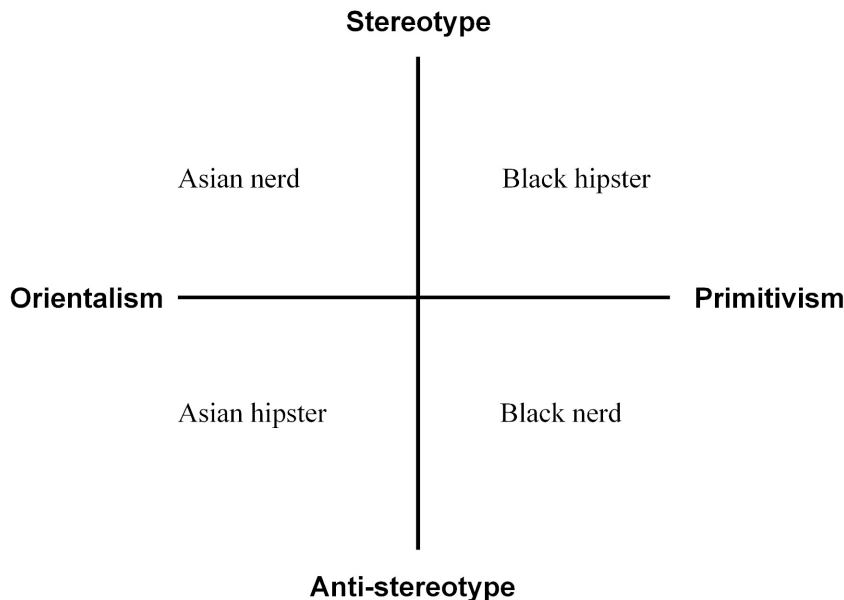 Stereotype
Asian nerd
Black hipster
Orientalism
Primitivism
Asian hipster
Black nerd
Anti-stereotype